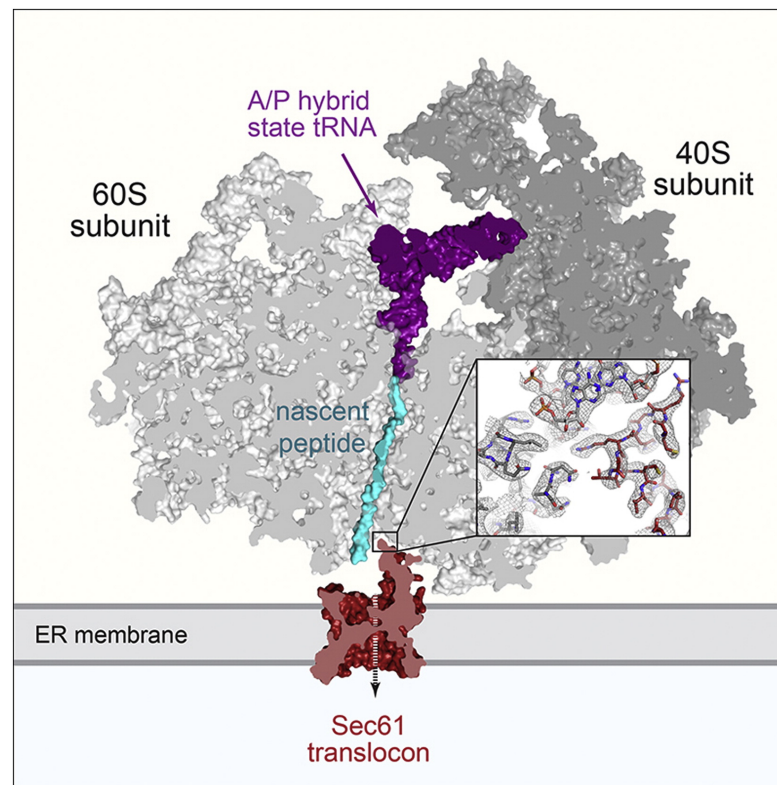 A/P hybrid
state tRNA
60S
subunit
40S
subunit
nascent
peptide
ER membrane
Sec61
translocon